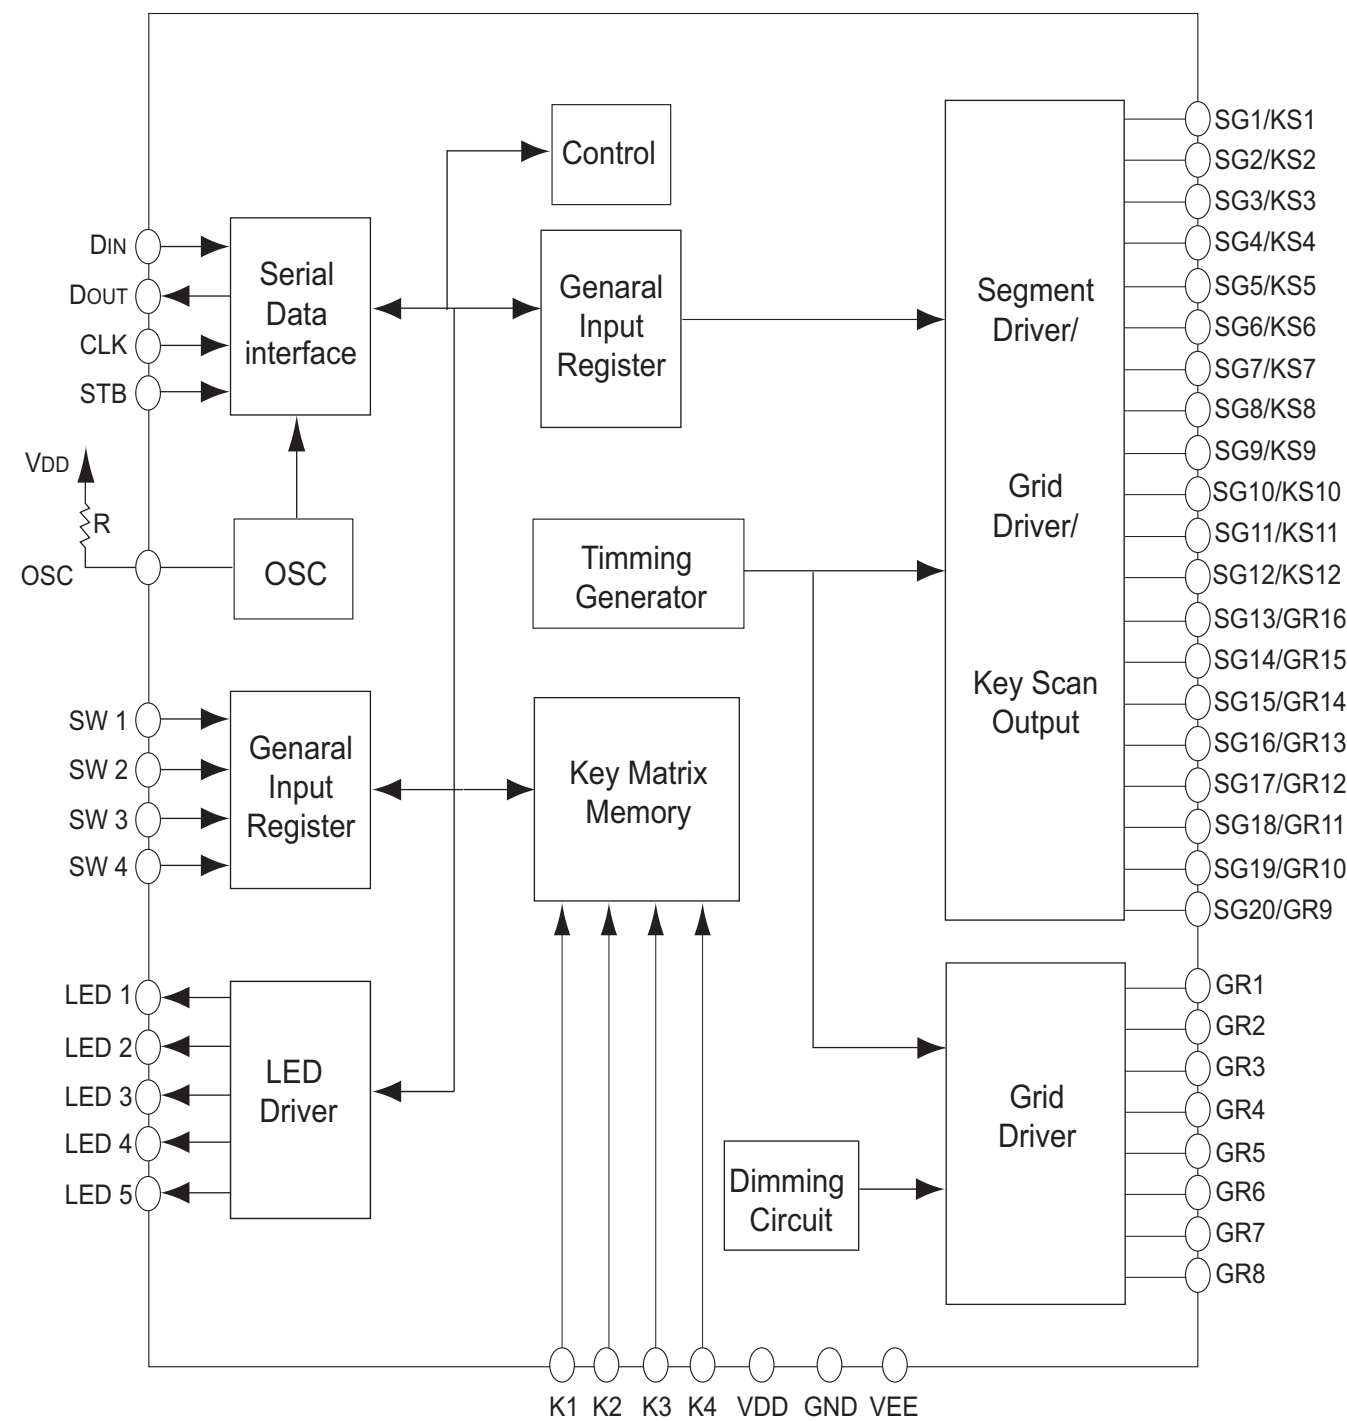 Control
DIN
DOUT
CLK
STB
Serial
Data
interface
Genaral
Input
Register
VDD
R
OSC
OSC
Timming
Generator
SW 1
SW 2
SW 3
SW 4
Genaral
Input
Register
Key Matrix
Memory
LED 1
LED 2
LED 3
LED 4
LED 5
LED
Driver
Dimming
Circuit
Segment
Driver/
Grid
Driver/
Key Scan
Output
Grid
Driver
SG1/KS1
SG2/KS2
SG3/KS3
SG4/KS4
SG5/KS5
SG6/KS6
SG7/KS7
SG8/KS8
SG9/KS9
SG10/KS10
SG11/KS11
SG12/KS12
SG13/GR16
SG14/GR15
SG15/GR14
SG16/GR13
SG17/GR12
SG18/GR11
SG19/GR10
SG20/GR9
GR1
GR2
GR3
GR4
GR5
GR6
GR7
GR8
K1 K2 K3 K4 VDD GND VEE